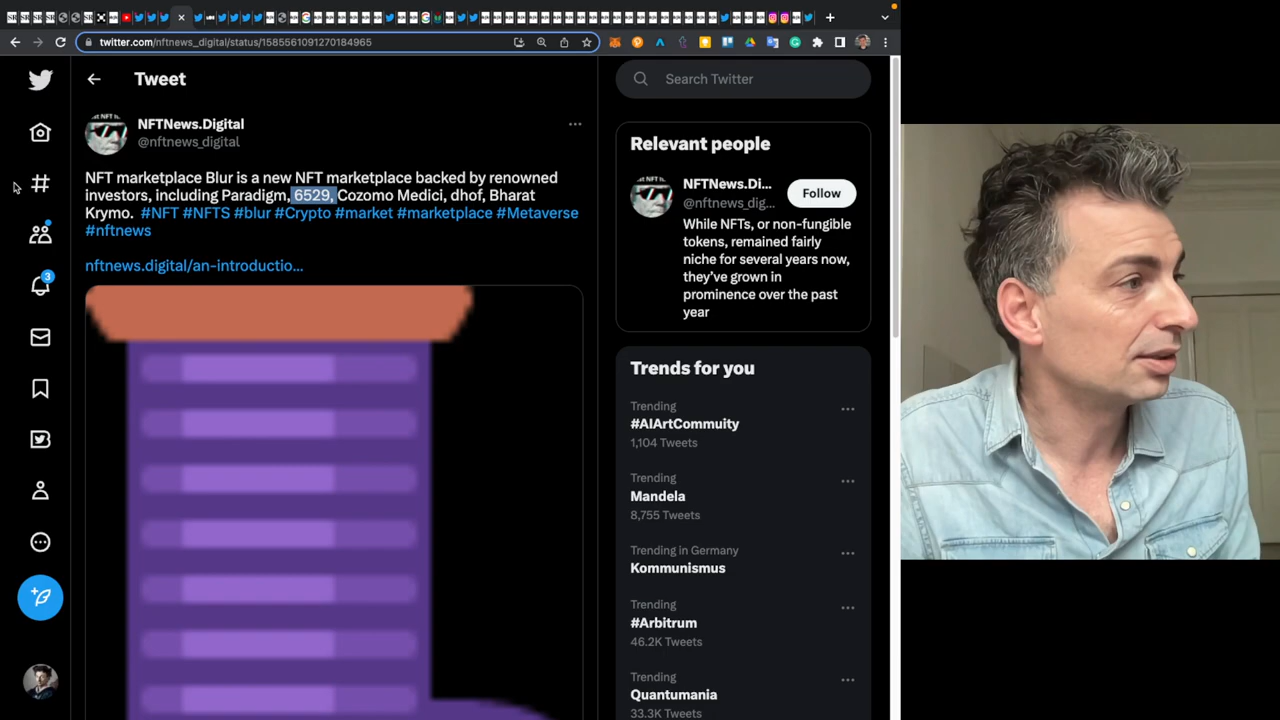 SR
twitter.com/nftnews_digital/status/1585561091270184965
Tweet
Search Twitter
NFTNews.Digital
@nftnews_digital
NFT marketplace Blur is a new NFT marketplace backed by renowned
investors, including Paradigm, 6529, Cozomo Medici, dhof, Bharat
Krymo. #NFT #NFTS #blur #Crypto #market #marketplace #Metaverse
#nftnews
nftnews.digital/an-introductio...
3
Relevant people
NFTNews.Di...
@nftnews_dig...
Follow
While NFTs, or non-fungible
tokens, remained fairly
niche for several years now,
they've grown in
prominence over the past
year
Trends for you
Trending
#AIArtCommuity
1,104 Tweets
Trending
Mandela
8,755 Tweets
Trending in Germany
Kommunismus
Trending
#Arbitrum
46.2K Tweets
Trending
Quantumania
33.3K Tweets